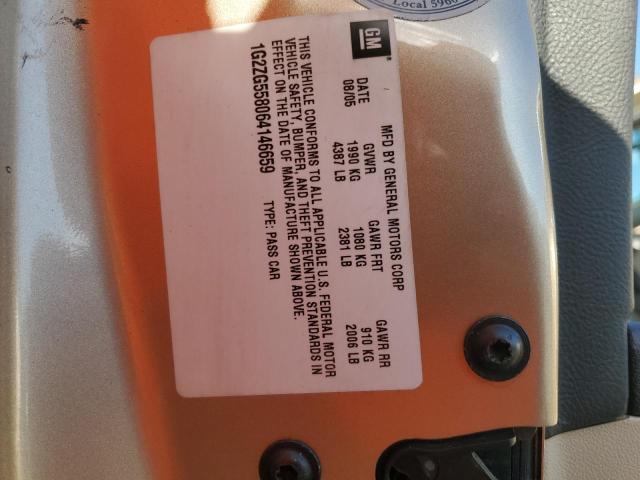 Local 5960
GM
MFD BY GENERAL MOTORS CORP
DATE GVWR GAWR FRT GAWR RR
08/05 1990 KG 1080 KG 910 KG
4387 LB 2381 LB 2006 LB
THIS VEHICLE CONFORMS TO ALL APPLICABLE U.S. FEDERAL MOTOR
VEHICLE SAFETY, BUMPER, AND THEFT PREVENTION STANDARDS IN
EFFECT ON THE DATE OF MANUFACTURE SHOWN ABOVE.
1G2ZG558064146659 TYPE: PASS CAR